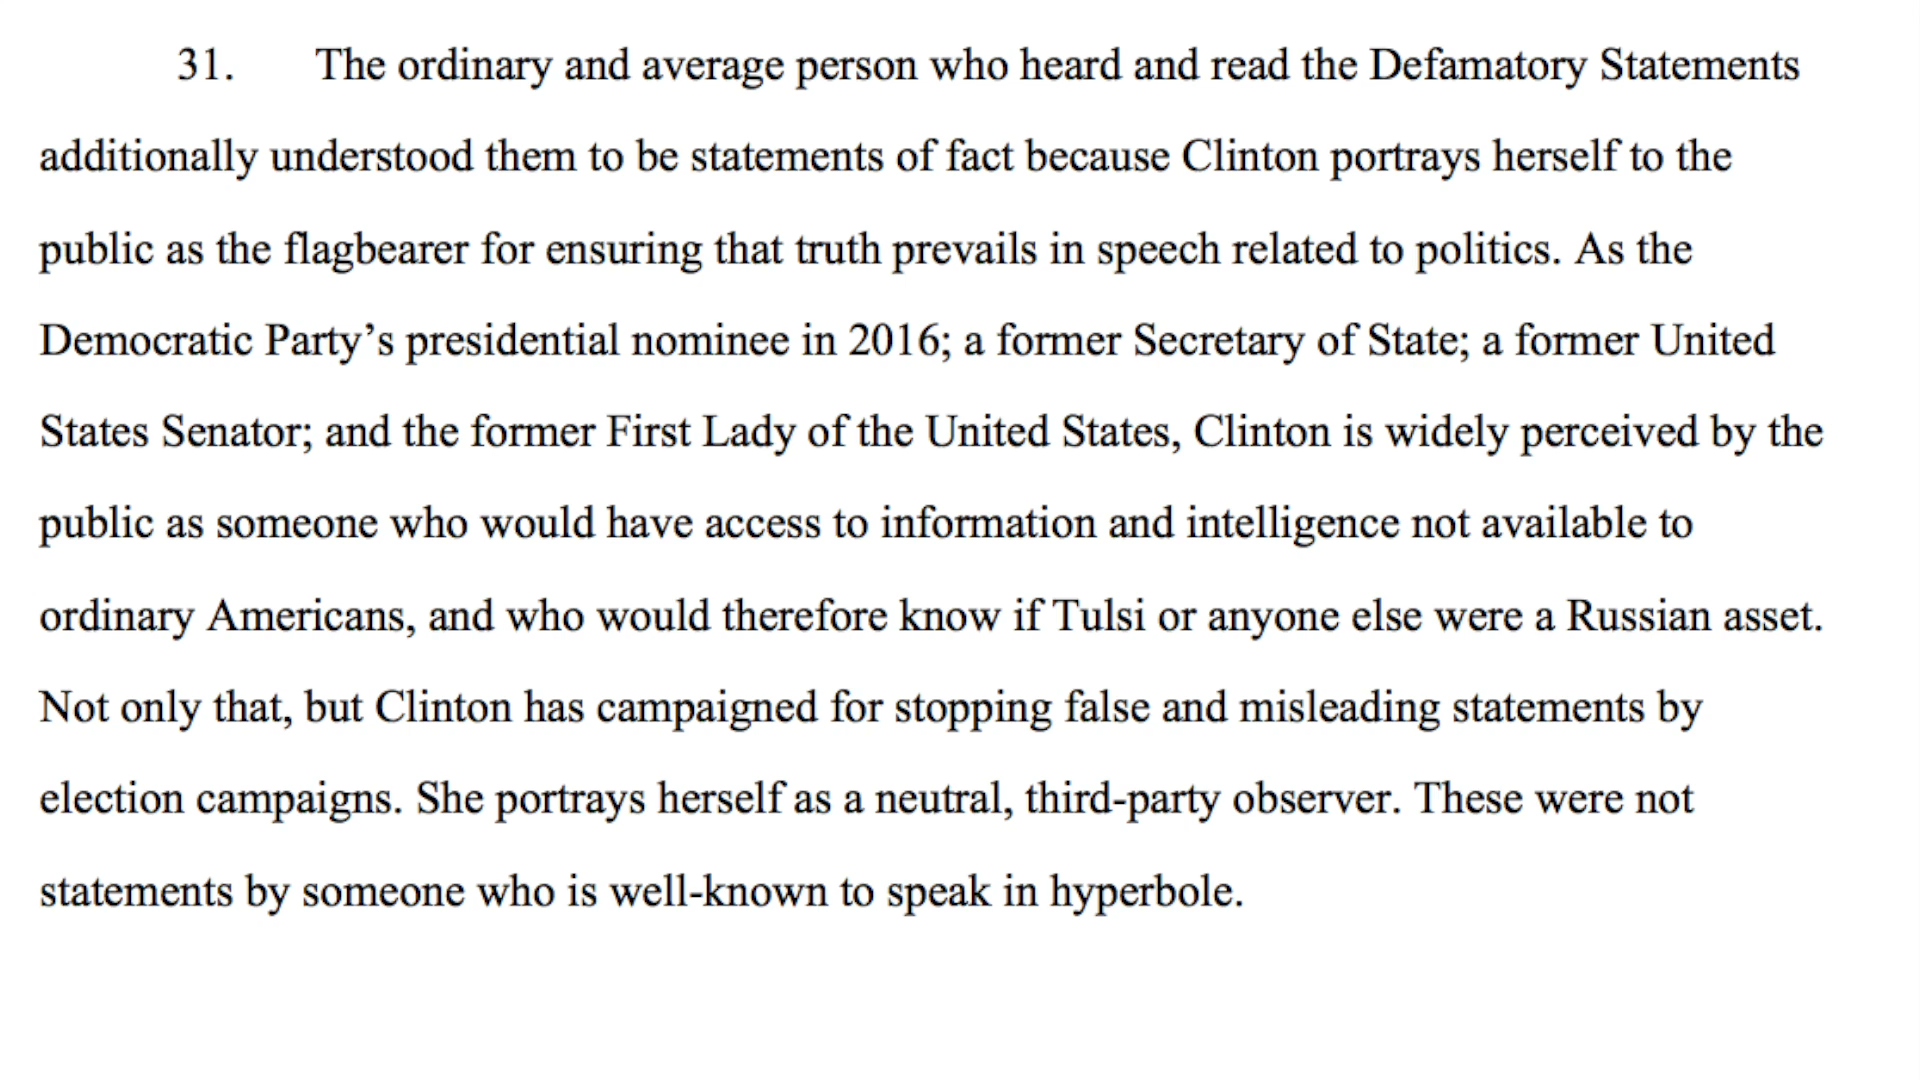 31. The ordinary and average person who heard and read the Defamatory Statements
additionally understood them to be statements of fact because Clinton portrays herself to the
public as the flagbearer for ensuring that truth prevails in speech related to politics. As the
Democratic Party’s presidential nominee in 2016; a former Secretary of State; a former United
States Senator; and the former First Lady of the United States, Clinton is widely perceived by the
public as someone who would have access to information and intelligence not available to
ordinary Americans, and who would therefore know if Tulsi or anyone else were a Russian asset.
Not only that, but Clinton has campaigned for stopping false and misleading statements by
election campaigns. She portrays herself as a neutral, third-party observer. These were not
statements by someone who is well-known to speak in hyperbole.